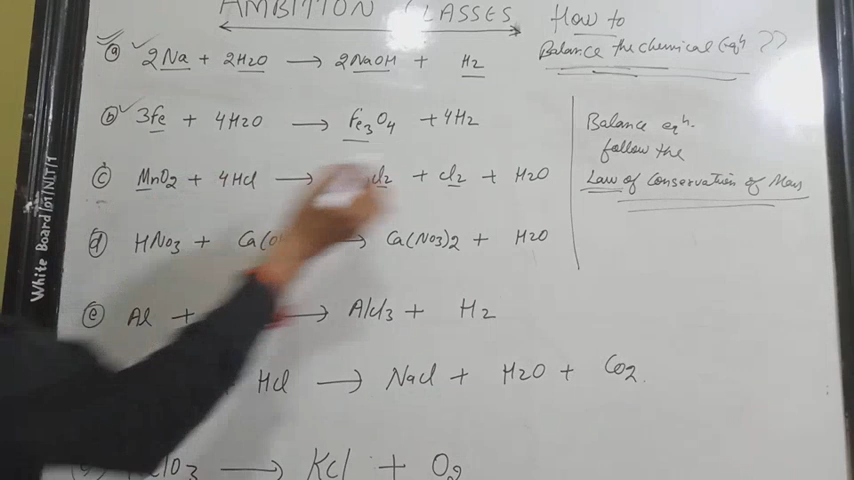 AMBITION CLASSES
How to
Balance the chemical Eqn ??
(a) 2Na + 2H2O → 2NaOH + H2
(b) 3Fe + 4H2O → Fe3O4 + 4H2
Balance eqn.
follow the
Law of Conservation of Mass
(c) MnO2 + 4Hcl → cl2 + cl2 + H2O
(d) HNO3 + Ca(O → Ca(NO3)2 + H2O
(e) Al + → Alcl3 + H2
Hcl → Nacl + H2O + CO2.
clO3 → Kcl + O2
White Board